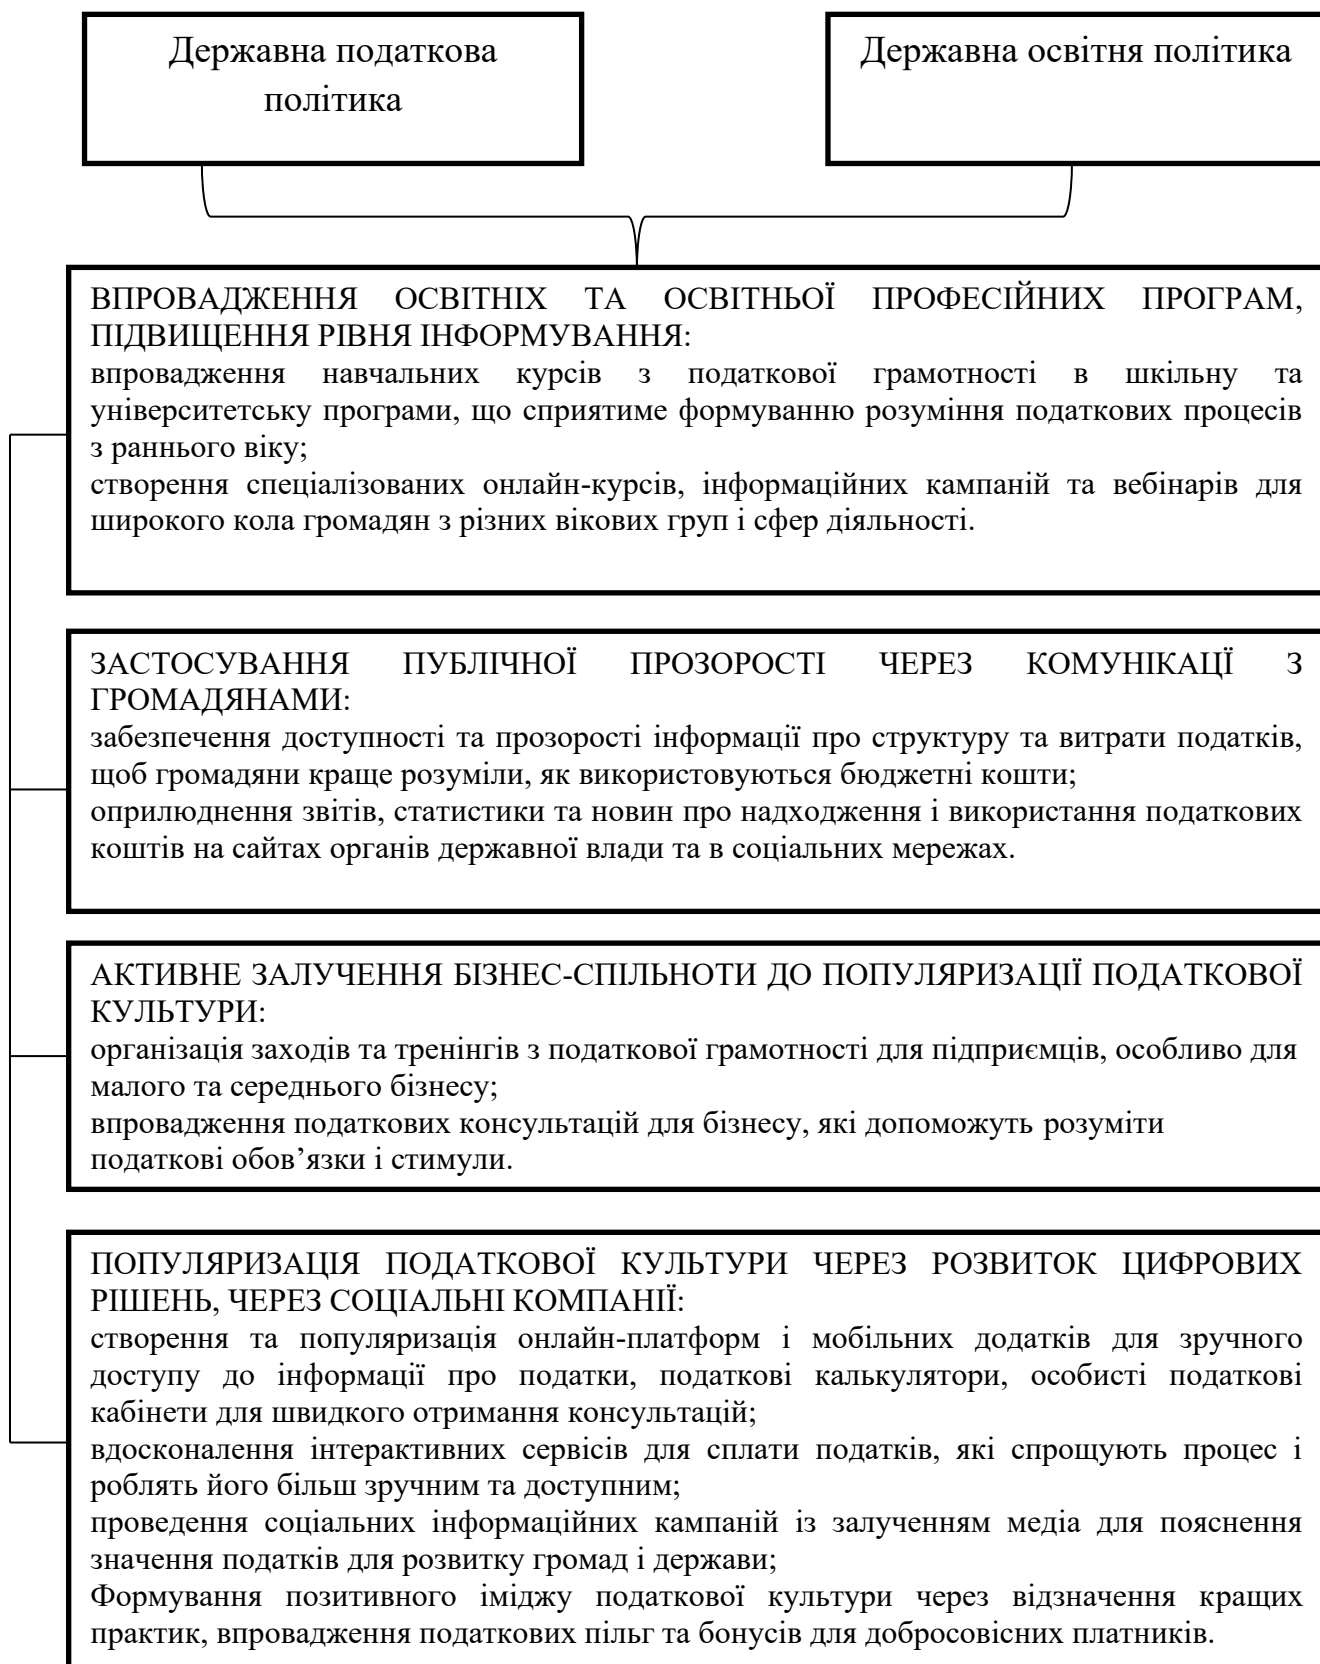 Державна податкова
політика
Державна освітня політика
ВПРОВАДЖЕННЯ ОСВІТНІХ ТА ОСВІТНЬОЇ ПРОФЕСІЙНИХ ПРОГРАМ,
ПІДВИЩЕННЯ РІВНЯ ІНФОРМУВАННЯ:
впровадження навчальних курсів з податкової грамотності в шкільну та
університетську програми, що сприятиме формуванню розуміння податкових процесів
з раннього віку;
створення спеціалізованих онлайн-курсів, інформаційних кампаній та вебінарів для
широкого кола громадян з різних вікових груп і сфер діяльності.
ЗАСТОСУВАННЯ ПУБЛІЧНОЇ ПРОЗОРОСТІ ЧЕРЕЗ КОМУНІКАЦЇ З
ГРОМАДЯНАМИ:
забезпечення доступності та прозорості інформації про структуру та витрати податків,
щоб громадяни краще розуміли, як використовуються бюджетні кошти;
оприлюднення звітів, статистики та новин про надходження і використання податкових
коштів на сайтах органів державної влади та в соціальних мережах.
АКТИВНЕ ЗАЛУЧЕННЯ БІЗНЕС-СПІЛЬНОТИ ДО ПОПУЛЯРИЗАЦІЇ ПОДАТКОВОЇ
КУЛЬТУРИ:
організація заходів та тренінгів з податкової грамотності для підприємців, особливо для
малого та середнього бізнесу;
впровадження податкових консультацій для бізнесу, які допоможуть розуміти
податкові обов’язки і стимули.
ПОПУЛЯРИЗАЦІЯ ПОДАТКОВОЇ КУЛЬТУРИ ЧЕРЕЗ РОЗВИТОК ЦИФРОВИХ
РІШЕНЬ, ЧЕРЕЗ СОЦІАЛЬНІ КОМПАНІЇ:
створення та популяризація онлайн-платформ і мобільних додатків для зручного
доступу до інформації про податки, податкові калькулятори, особисті податкові
кабінети для швидкого отримання консультацій;
вдосконалення інтерактивних сервісів для сплати податків, які спрощують процес і
роблять його більш зручним та доступним;
проведення соціальних інформаційних кампаній із залученням медіа для пояснення
значення податків для розвитку громад і держави;
Формування позитивного іміджу податкової культури через відзначення кращих
практик, впровадження податкових пільг та бонусів для добросовісних платників.